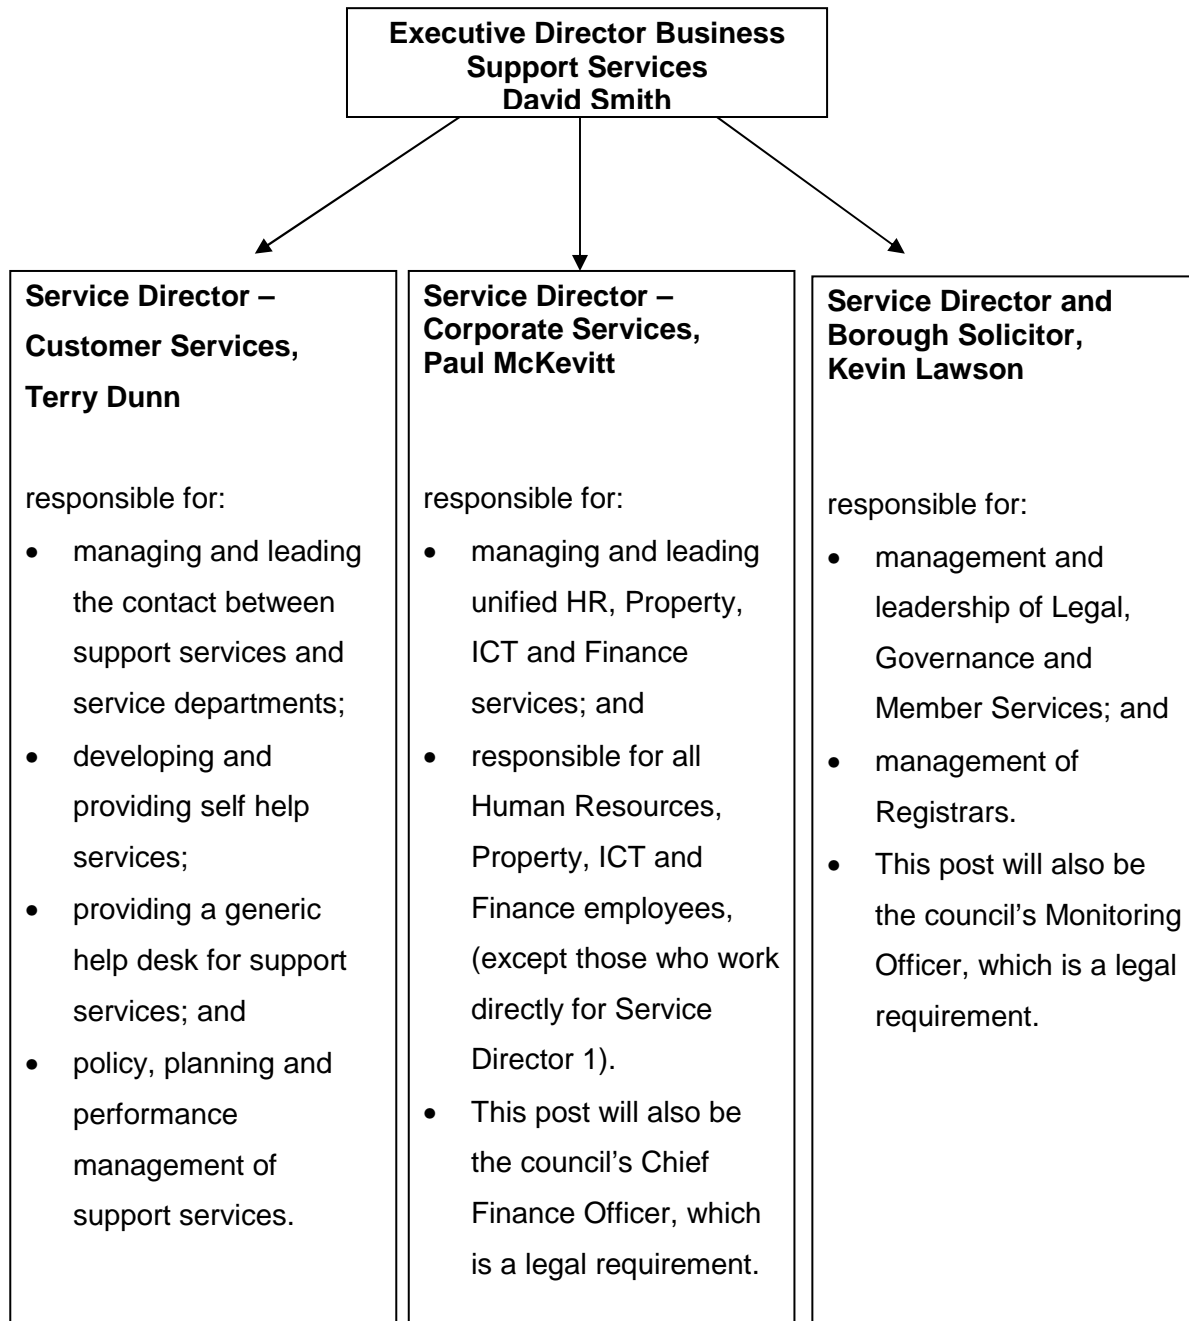 Executive Director Business
Support Services
David Smith
Service Director –
Customer Services,
Terry Dunn
responsible for:
• managing and leading
the contact between
support services and
service departments;
• developing and
providing self help
services;
• providing a generic
help desk for support
services; and
• policy, planning and
performance
management of
support services.
Service Director –
Corporate Services,
Paul McKevitt
responsible for:
• managing and leading
unified HR, Property,
ICT and Finance
services; and
• responsible for all
Human Resources,
Property, ICT and
Finance employees,
(except those who work
directly for Service
Director 1).
• This post will also be
the council’s Chief
Finance Officer, which
is a legal requirement.
Service Director and
Borough Solicitor,
Kevin Lawson
responsible for:
• management and
leadership of Legal,
Governance and
Member Services; and
• management of
Registrars.
• This post will also be
the council’s Monitoring
Officer, which is a legal
requirement.